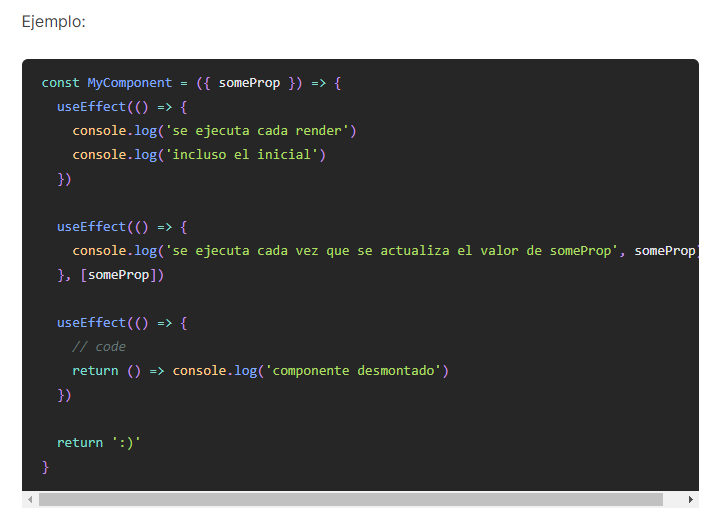 Ejemplo:
const MyComponent = ({ someProp }) => {
  useEffect(() => {
    console.log('se ejecuta cada render')
    console.log('incluso el inicial')
  })

  useEffect(() => {
    console.log('se ejecuta cada vez que se actualiza el valor de someProp', someProp)
  }, [someProp])

  useEffect(() => {
    // code
    return () => console.log('componente desmontado')
  })

  return ':)'
}